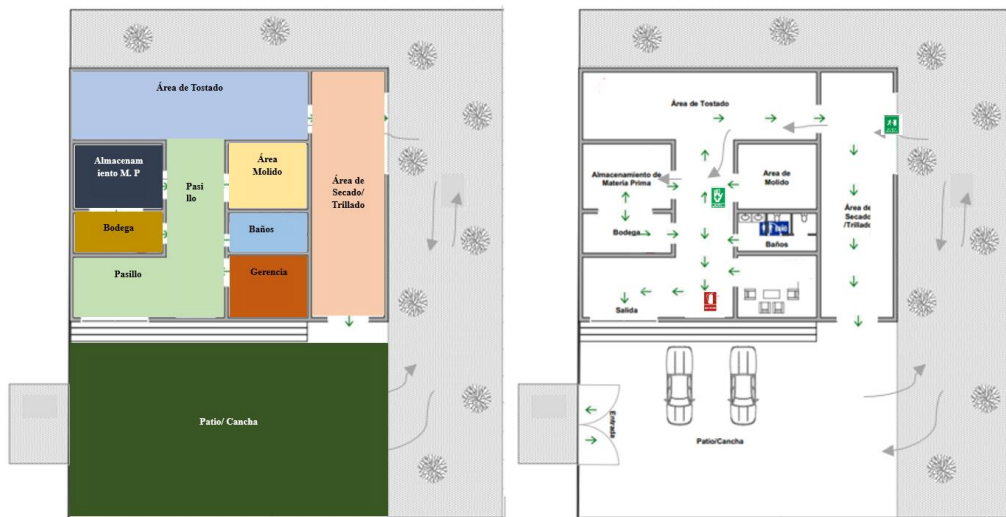 Área de Tostado
Almacenam
iento M. P
Pasi
llo
Área
Molido
Área de
Secado/
Trillado
Bodega
Baños
Pasillo
Gerencia
Patio/ Cancha
Área de Tostado
Almacenamiento de
Materia Prima
Area de
Molido
Área de
Secado
/Trillado
Bodega
Baños
Salida
Entrada
Patio/Cancha